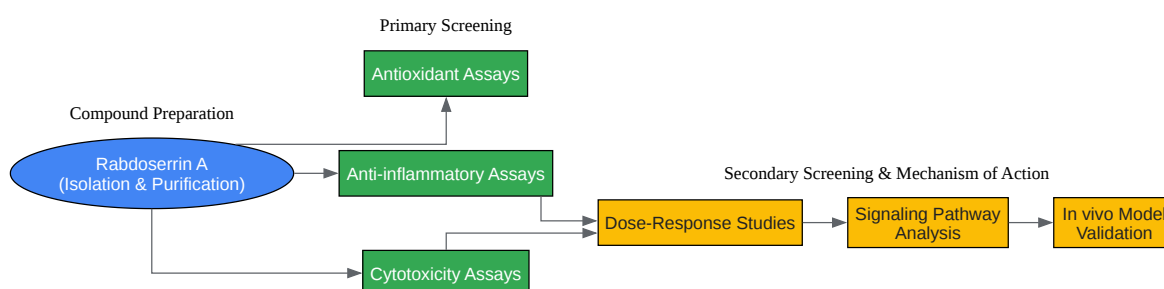 Primary Screening
Antioxidant Assays
Compound Preparation
Rabdoserrin A
(Isolation & Purification)
Anti-inflammatory Assays
Cytotoxicity Assays
Secondary Screening & Mechanism of Action
Dose-Response Studies
Signaling Pathway
Analysis
In vivo Model
Validation